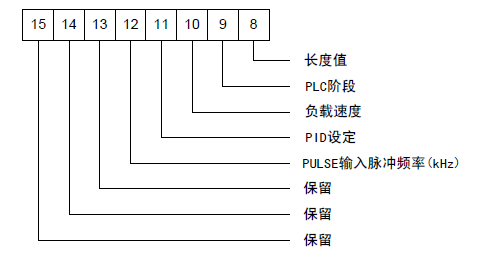 15 14 13 12 11 10 9 8
长度值
PLC阶段
负载速度
PID设定
PULSE输入脉冲频率(kHz)
保留
保留
保留